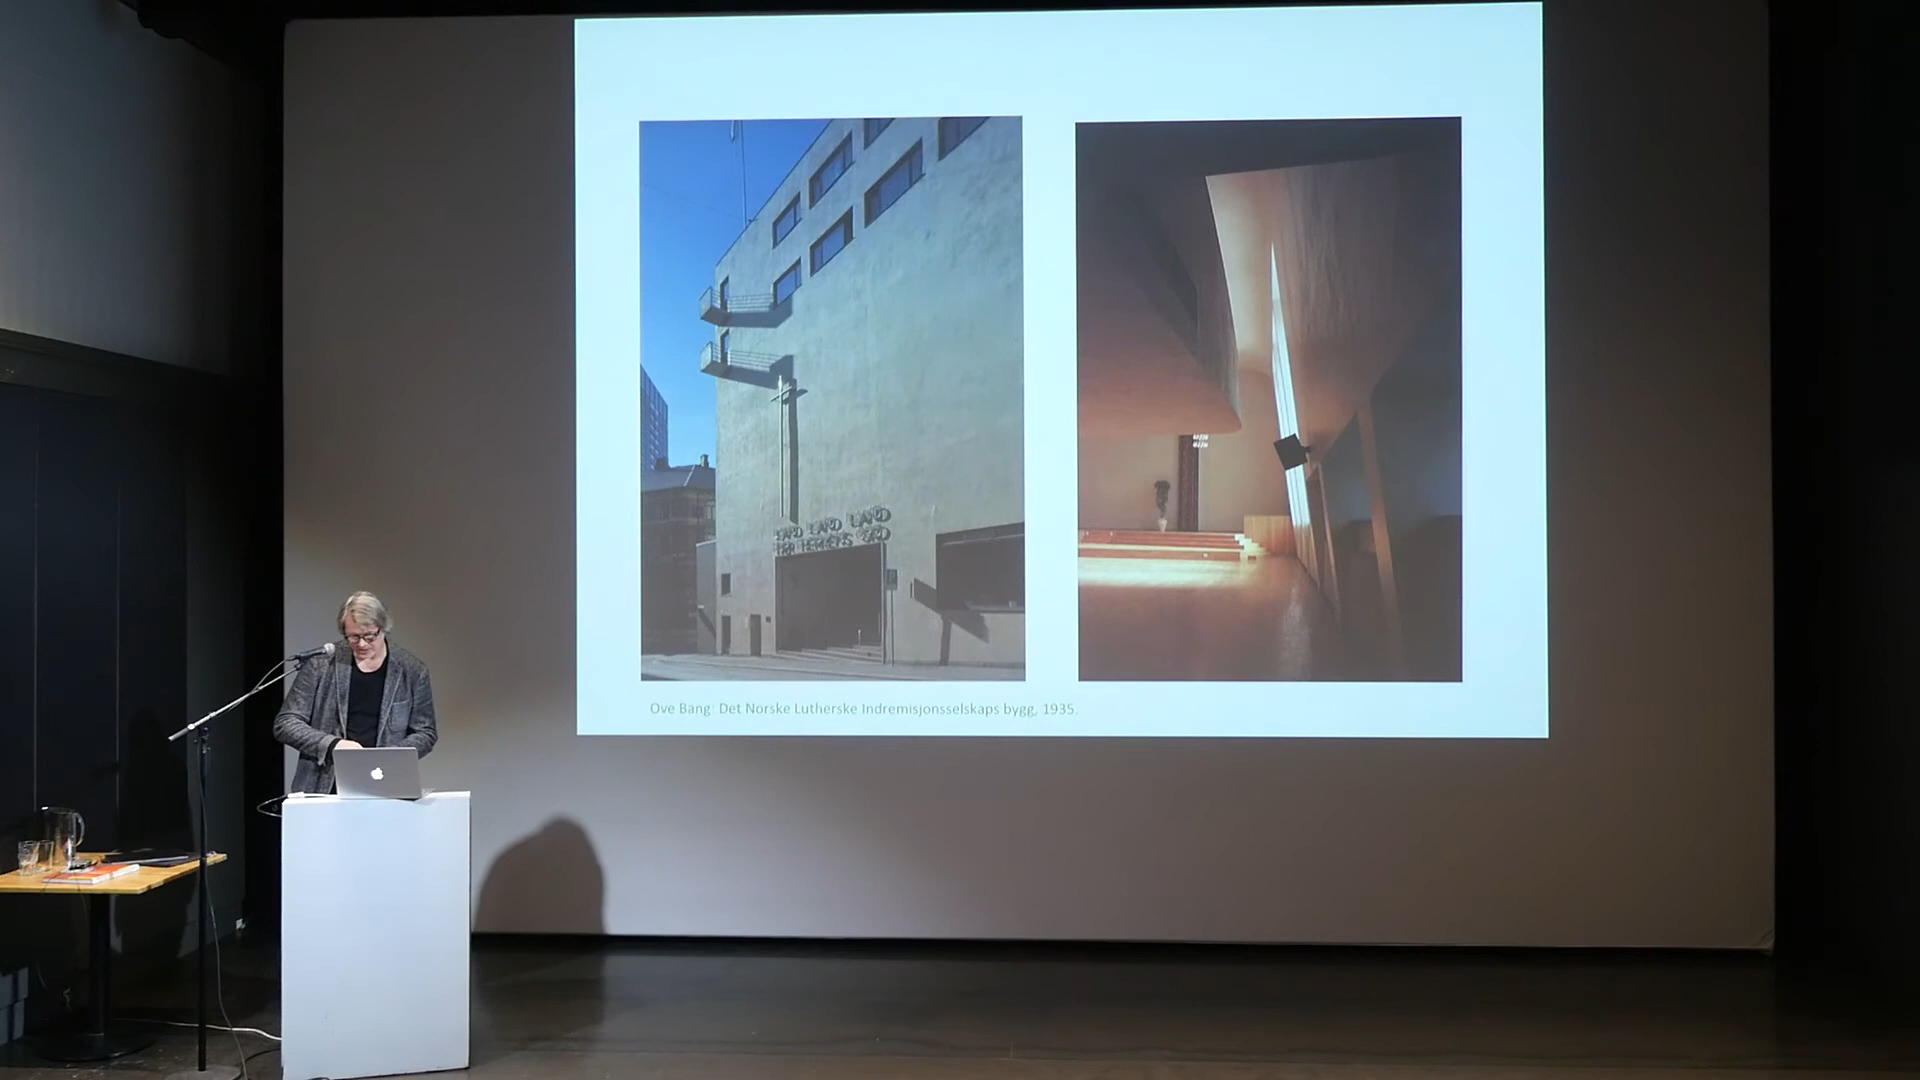 LAND LAND LAND
HØR HERRENS ORD
Ove Bang: Det Norske Lutherske Indremisjonsselskaps bygg, 1935.